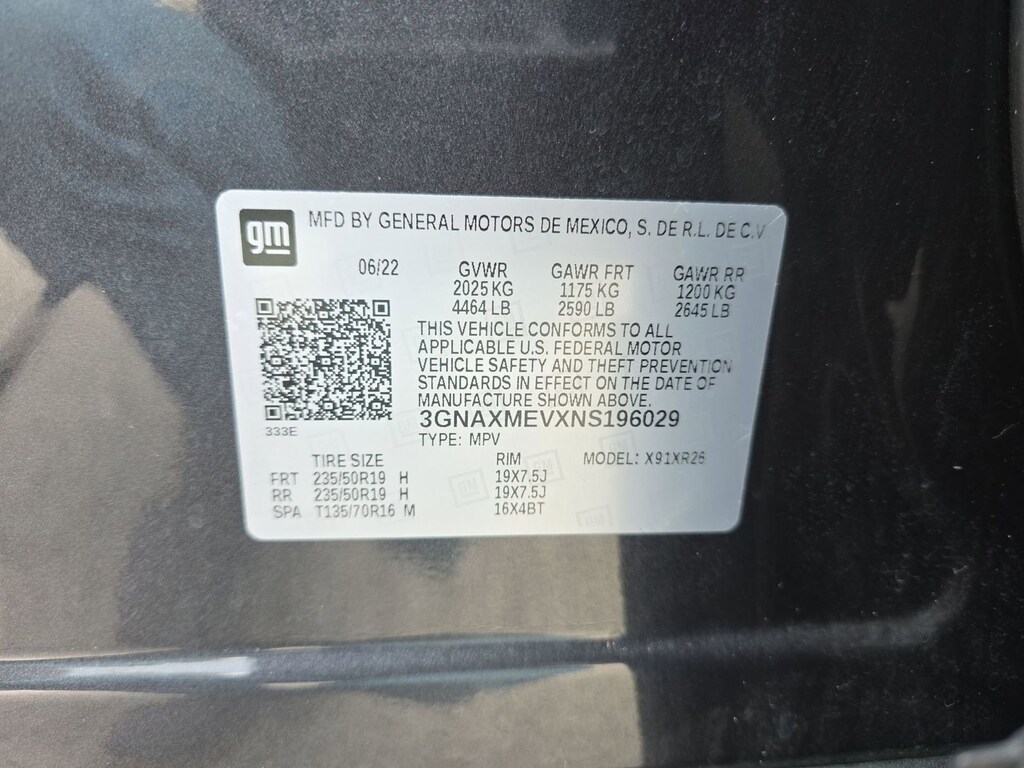 gm MFD BY GENERAL MOTORS DE MEXICO, S. DE R.L. DE C.V
06/22 GVWR GAWR FRT GAWR RR
2025 KG 1175 KG 1200 KG
4464 LB 2590 LB 2645 LB
THIS VEHICLE CONFORMS TO ALL
APPLICABLE U.S. FEDERAL MOTOR
VEHICLE SAFETY AND THEFT PREVENTION
STANDARDS IN EFFECT ON THE DATE OF
MANUFACTURE SHOWN ABOVE.
3GNAXMEVXNS196029
333E TYPE: MPV
TIRE SIZE RIM MODEL: X91XR26
FRT 235/50R19 H 19X7.5J
RR 235/50R19 H 19X7.5J
SPA T135/70R16 M 16X4BT